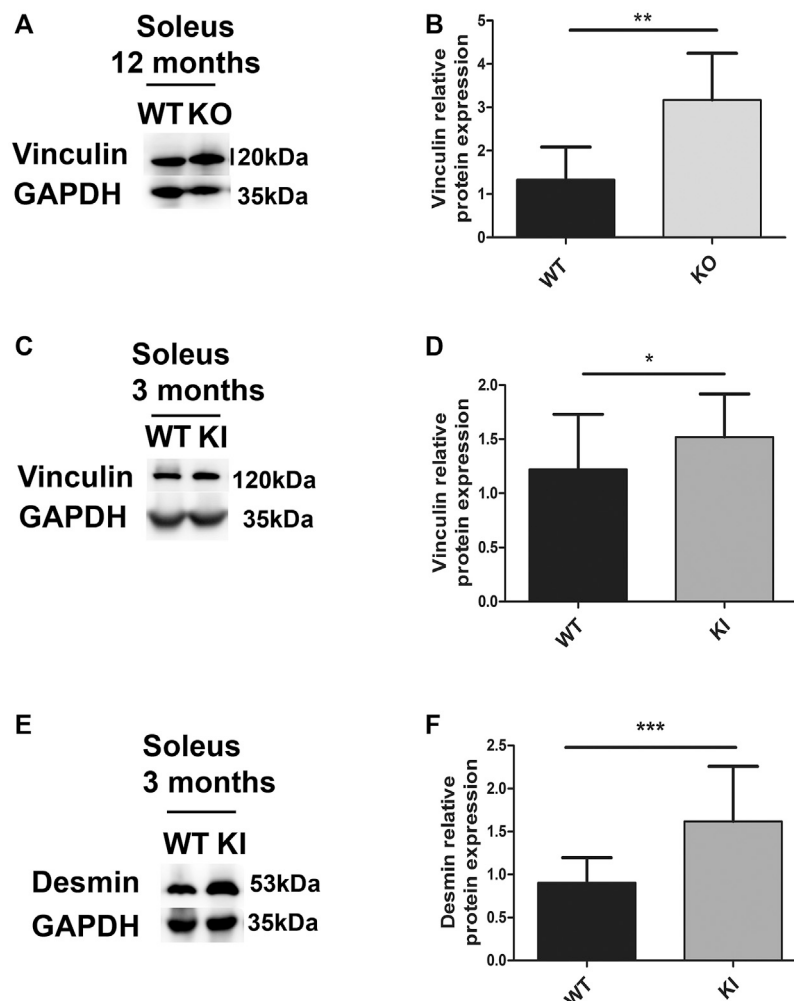 A
Soleus
12 months
WT KO
Vinculin
120kDa
GAPDH
35kDa
B
**
Vinculin relative
protein expression
5
4
3
2
1
0
WT
KO
C
Soleus
3 months
WT KI
Vinculin
120kDa
GAPDH
35kDa
D
*
Vinculin relative
protein expression
2.0
1.5
1.0
0.5
0.0
WT
KI
E
Soleus
3 months
WT KI
Desmin
53kDa
GAPDH
35kDa
F
***
Desmin relative
protein expression
2.5
2.0
1.5
1.0
0.5
0.0
WT
KI